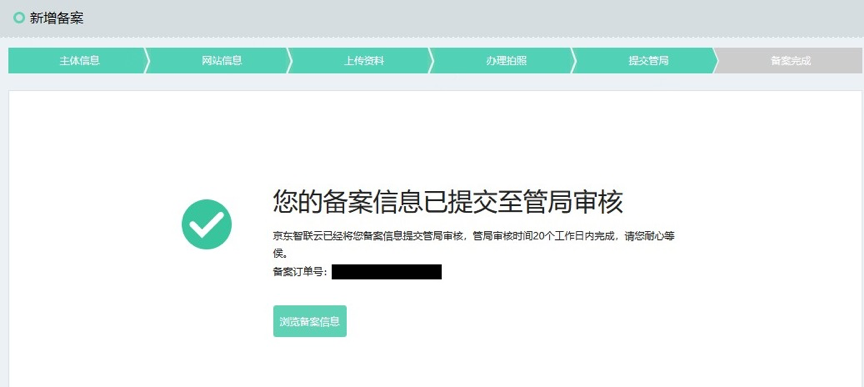 新增备案
主体信息
网站信息
上传资料
办理拍照
提交管局
备案完成
您的备案信息已提交至管局审核
京东智联云已经将您备案信息提交管局审核，管局审核时间20个工作日内完成，请您耐心等
侯。
备案订单号：
浏览备案信息